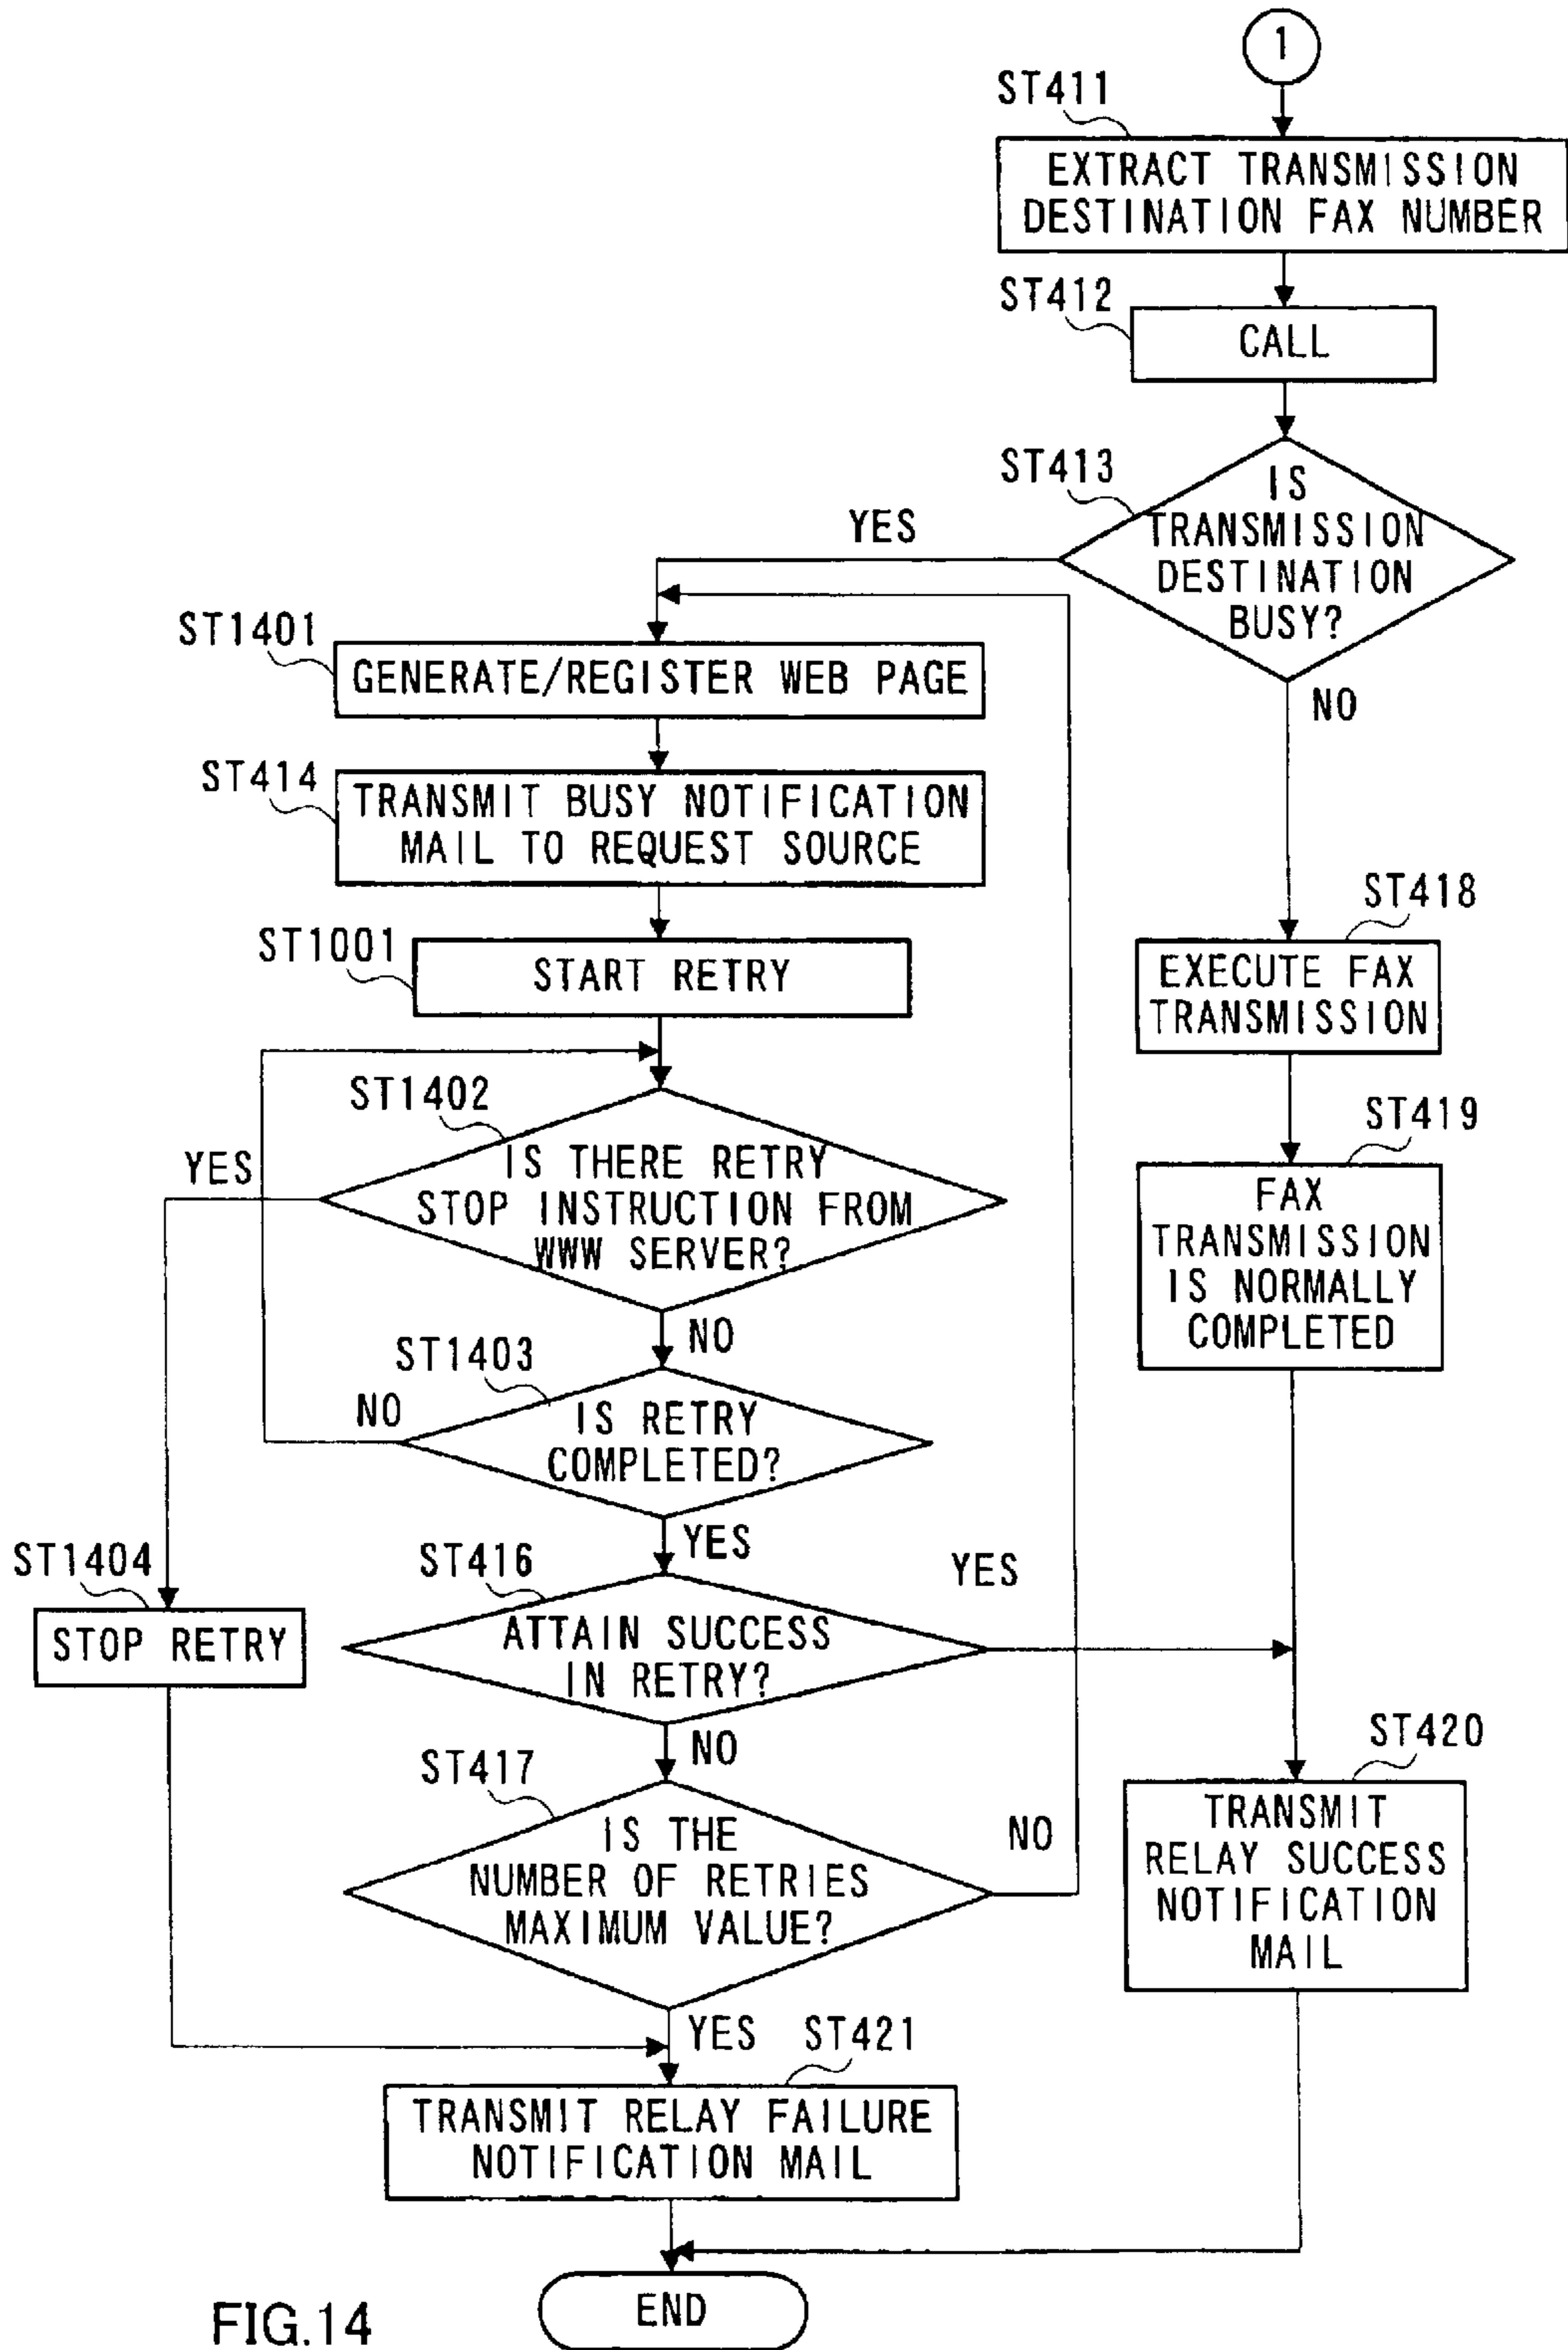 1
ST411
EXTRACT TRANSMISSION
DESTINATION FAX NUMBER
ST412
CALL
ST413
IS
TRANSMISSION
DESTINATION
BUSY?
YES
NO
ST1401
GENERATE/REGISTER WEB PAGE
ST414
TRANSMIT BUSY NOTIFICATION
MAIL TO REQUEST SOURCE
ST1001
START RETRY
ST1402
IS THERE RETRY
STOP INSTRUCTION FROM
WWW SERVER?
YES
NO
ST1403
IS RETRY
COMPLETED?
NO
YES
ST1404
STOP RETRY
ST416
ATTAIN SUCCESS
IN RETRY?
YES
NO
ST417
IS THE
NUMBER OF RETRIES
MAXIMUM VALUE?
NO
YES
ST418
EXECUTE FAX
TRANSMISSION
ST419
FAX
TRANSMISSION
IS NORMALLY
COMPLETED
ST420
TRANSMIT
RELAY SUCCESS
NOTIFICATION
MAIL
ST421
TRANSMIT RELAY FAILURE
NOTIFICATION MAIL
END
FIG.14